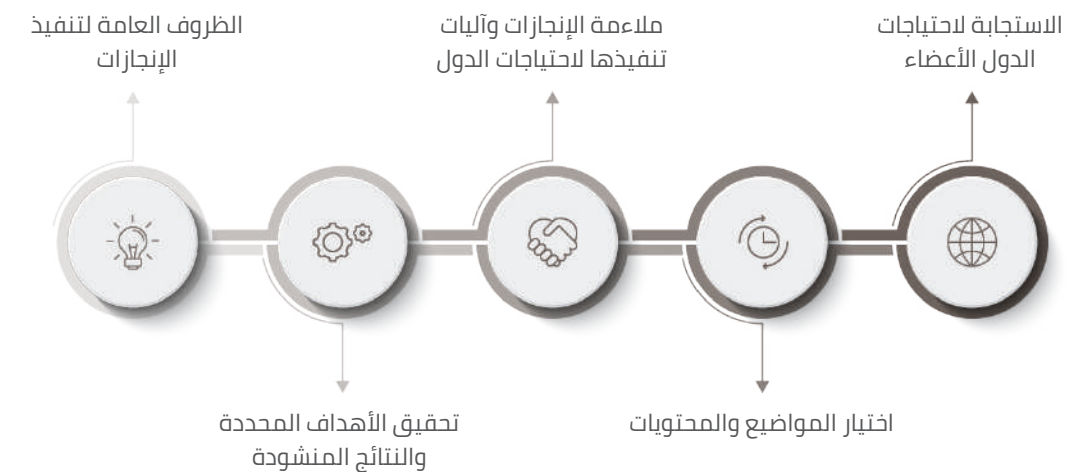 الاستجابة لاحتياجات
الدول الأعضاء
اختيار المواضيع والمحتويات
ملاءمة الإنجازات وآليات
تنفيذها لاحتياجات الدول
تحقيق الأهداف المحددة
والنتائج المنشودة
الظروف العامة لتنفيذ
الإنجازات